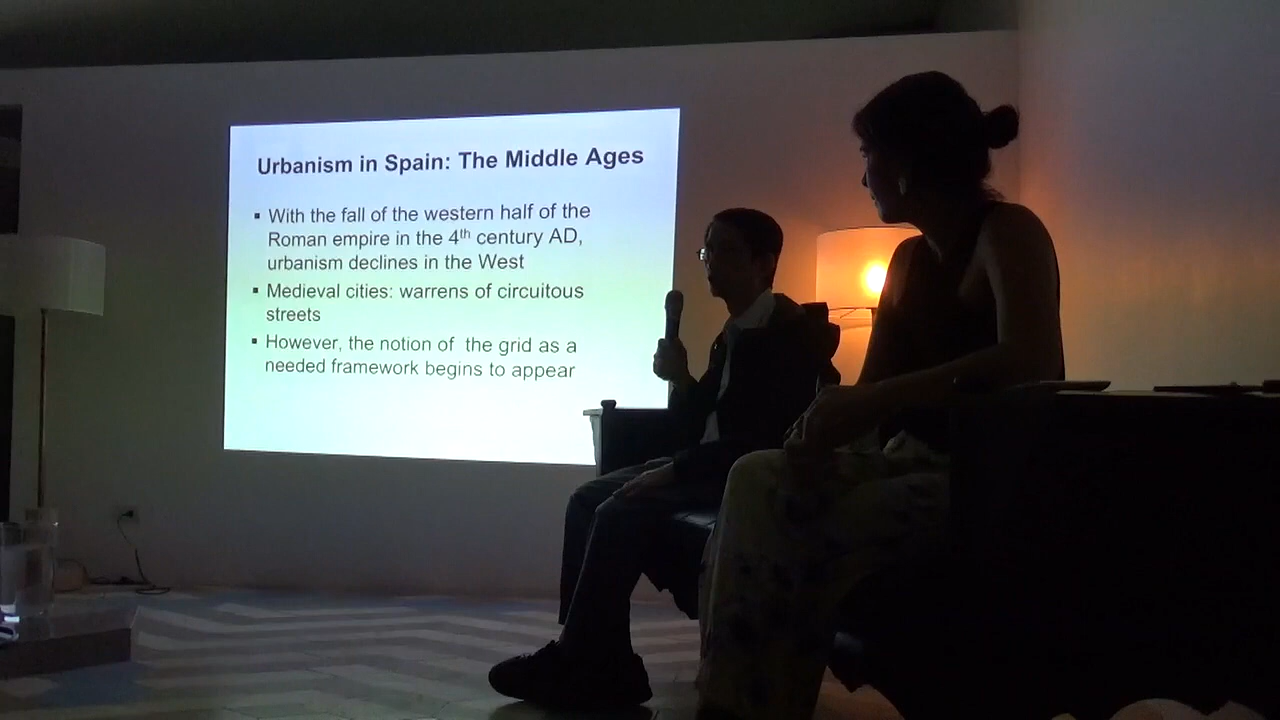 Urbanism in Spain: The Middle Ages
▪ With the fall of the western half of the
Roman empire in the 4th century AD,
urbanism declines in the West
▪ Medieval cities: warrens of circuitous
streets
▪ However, the notion of the grid as a
needed framework begins to appear